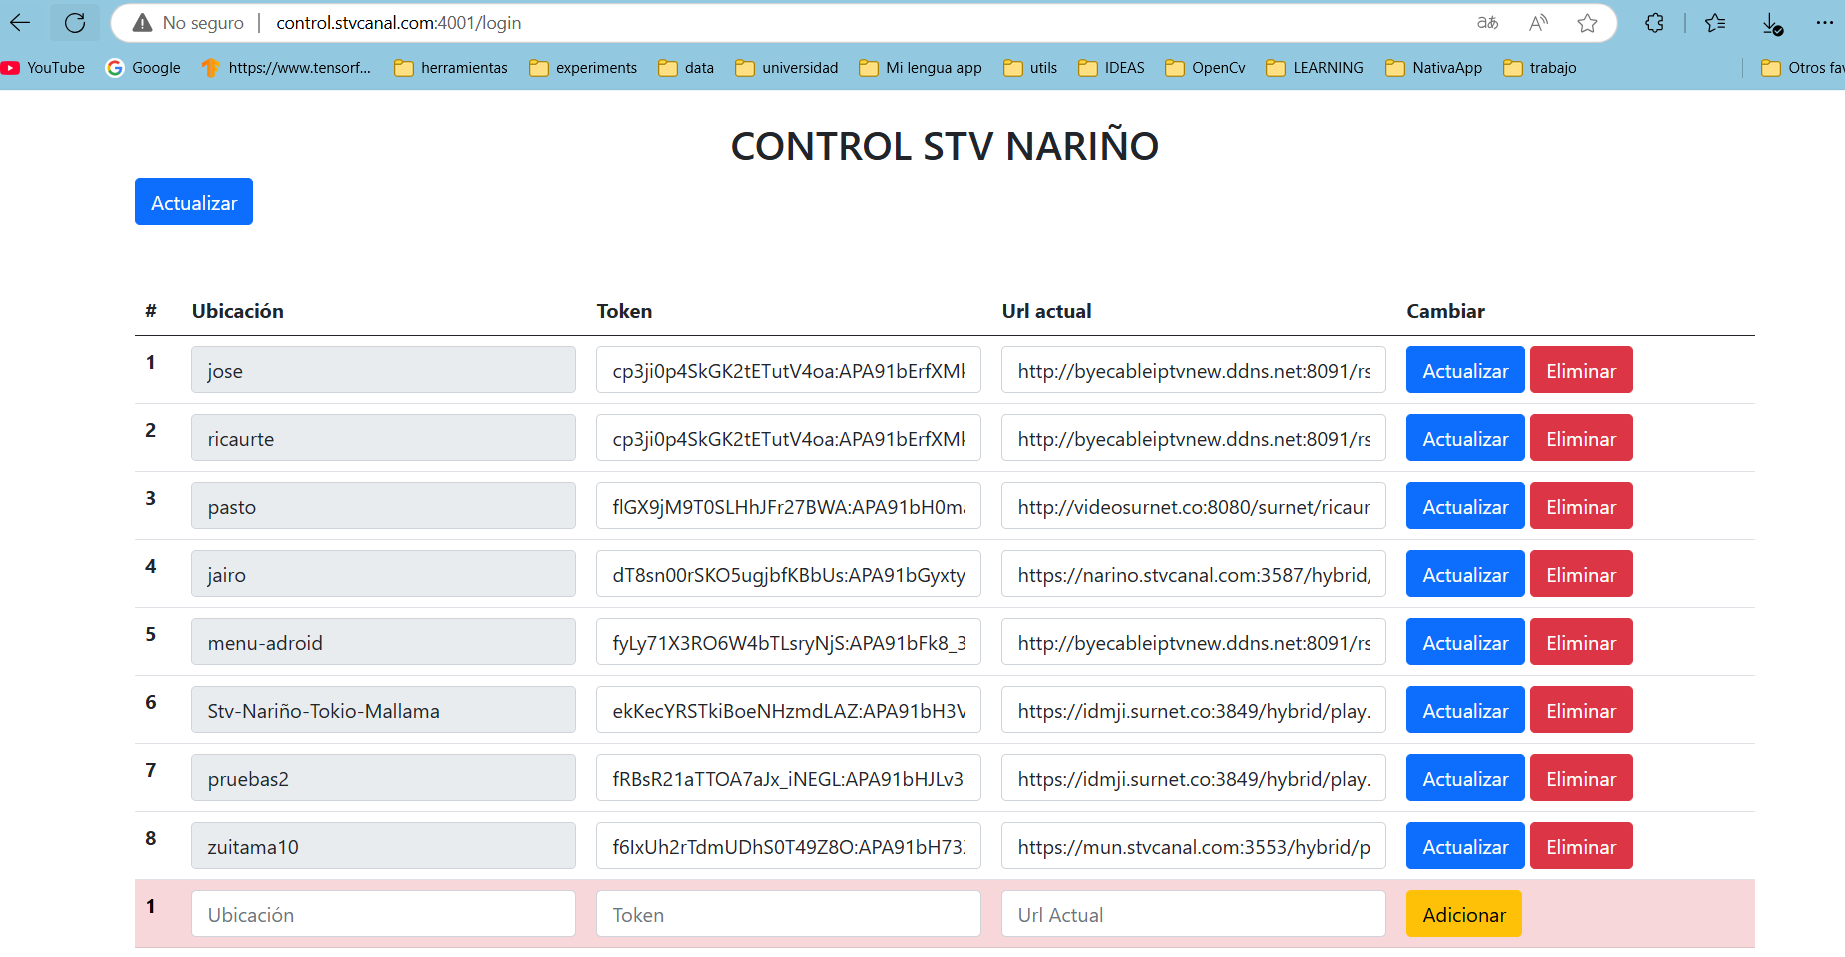 No seguro | control.stvcanal.com:4001/login
YouTube Google https://www.tensorf... herramientas experiments data universidad Mi lengua app utils IDEAS OpenCv LEARNING NativaApp trabajo Otros fav
CONTROL STV NARIÑO
Actualizar
# Ubicación Token Url actual Cambiar
1 jose cp3ji0p4SkGK2tETutV4oa:APA91bErfXM http://byecableiptvnew.ddns.net:8091/rs Actualizar Eliminar
2 ricaurte cp3ji0p4SkGK2tETutV4oa:APA91bErfXM http://byecableiptvnew.ddns.net:8091/rs Actualizar Eliminar
3 pasto flGX9jM9T0SLHhJFr27BWA:APA91bH0ma http://videosurnet.co:8080/surnet/ricaur Actualizar Eliminar
4 jairo dT8sn00rSKO5ugjbfKBbUs:APA91bGyxty https://narino.stvcanal.com:3587/hybrid/ Actualizar Eliminar
5 menu-adroid fyLy71X3RO6W4bTLsryNjS:APA91bFk8_3 http://byecableiptvnew.ddns.net:8091/rs Actualizar Eliminar
6 Stv-Nariño-Tokio-Mallama ekKecYRSTkiBoeNHzmdLAZ:APA91bH3V https://idmji.surnet.co:3849/hybrid/play. Actualizar Eliminar
7 pruebas2 fRBsR21aTTOA7aJx_iNEGL:APA91bHJLv3 https://idmji.surnet.co:3849/hybrid/play. Actualizar Eliminar
8 zuitama10 f6IxUh2rTdmUDhS0T49Z8O:APA91bH73 https://mun.stvcanal.com:3553/hybrid/p Actualizar Eliminar
1 Ubicación Token Url Actual Adicionar